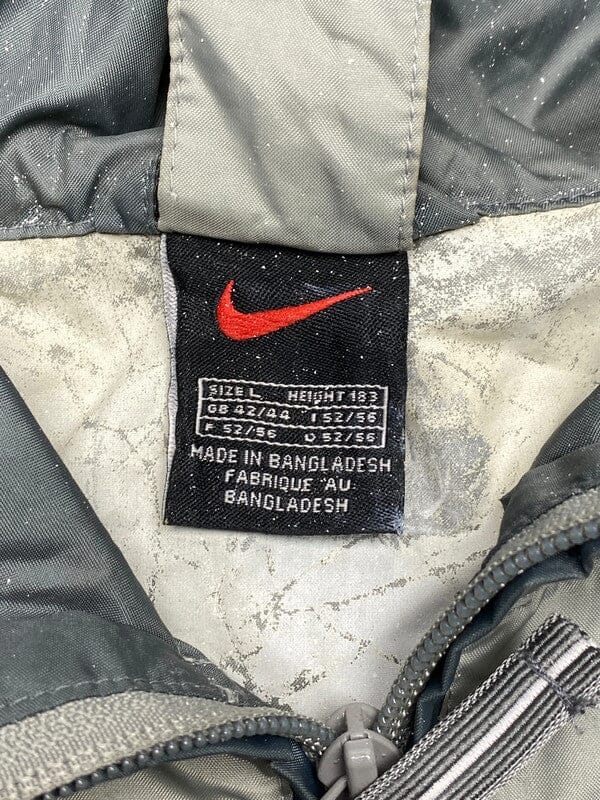 SIZE L HEIGHT 183
GB 42/44 I 52/56
F 52/56 D 52/56
MADE IN BANGLADESH
FABRIQUE AU
BANGLADESH